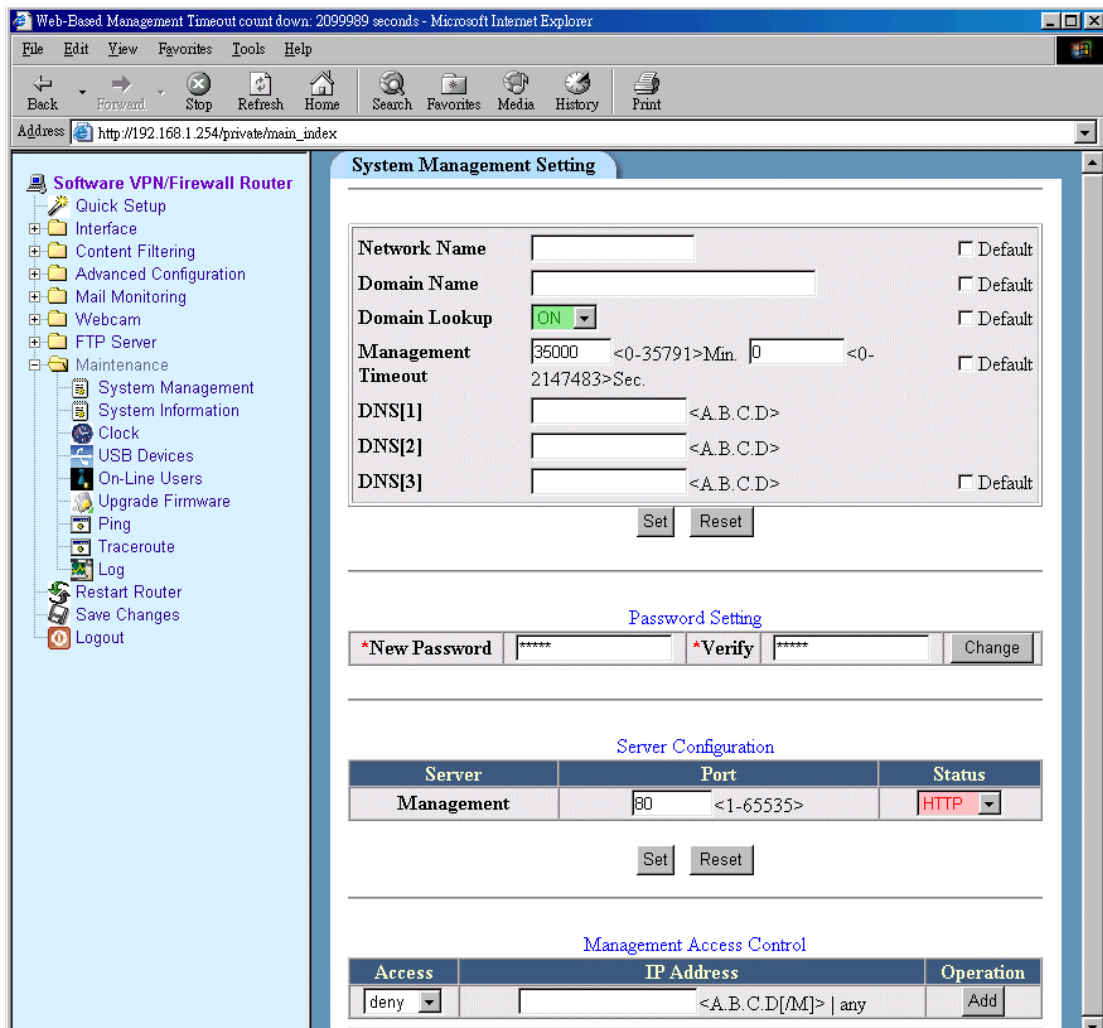 Web-Based Management Timeout count down: 2099989 seconds - Microsoft Internet Explorer
File Edit View Favorites Tools Help
Back Forward Stop Refresh Home Search Favorites Media History Print
Address http://192.168.1.254/private/main_index
Software VPN/Firewall Router
Quick Setup
Interface
Content Filtering
Advanced Configuration
Mail Monitoring
Webcam
FTP Server
Maintenance
System Management
System Information
Clock
USB Devices
On-Line Users
Upgrade Firmware
Ping
Traceroute
Log
Restart Router
Save Changes
Logout
System Management Setting
Network Name Default
Domain Name Default
Domain Lookup ON Default
Management Timeout 35000 <0-35791>Min. 0 <0-
2147483>Sec. Default
DNS[1] <A.B.C.D>
DNS[2] <A.B.C.D>
DNS[3] <A.B.C.D> Default
Set Reset
Password Setting
*New Password ***** *Verify ***** Change
Server Configuration
Server Port Status
Management 80 <1-65535> HTTP
Set Reset
Management Access Control
Access IP Address Operation
deny <A.B.C.D[/M]> | any Add